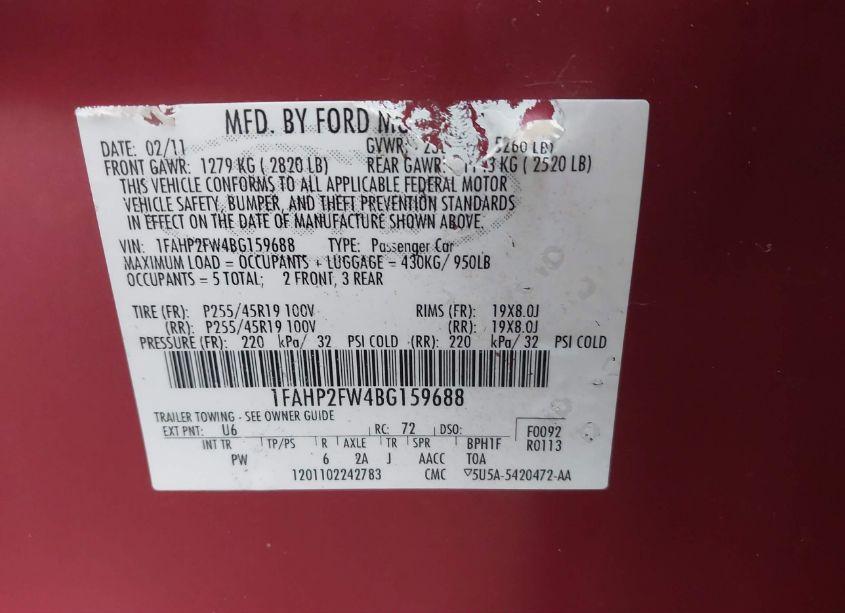 MFD. BY FORD
DATE: 02/11 GVWR: 5260 LB)
FRONT GAWR: 1279 KG ( 2820 LB) REAR GAWR: KG ( 2520 LB)
THIS VEHICLE CONFORMS TO ALL APPLICABLE FEDERAL MOTOR
VEHICLE SAFETY, BUMPER, AND THEFT PREVENTION STANDARDS
IN EFFECT ON THE DATE OF MANUFACTURE SHOWN ABOVE.
VIN: 1FAHP2FW4BG159688 TYPE: Passenger Car
MAXIMUM LOAD = OCCUPANTS + LUGGAGE = 430KG/ 950LB
OCCUPANTS = 5 TOTAL; 2 FRONT, 3 REAR
TIRE (FR): P255/45R19 100V RIMS (FR): 19X8.0J
(RR): P255/45R19 100V (RR): 19X8.0J
PRESSURE (FR): 220 kPa/ 32 PSI COLD (RR): 220 kPa/ 32 PSI COLD
1FAHP2FW4BG159688
TRAILER TOWING - SEE OWNER GUIDE
EXT PNT: U6 RC: 72 DSO: F0092
INT TR TP/PS R AXLE TR SPR BPH1F R0113
PW 6 2A J AACC TOA
1201102242783 CMC ▽5U5A-5420472-AA